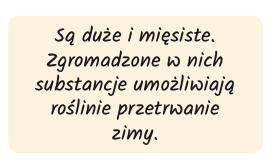 Są duże i mięsiste.
Zgromadzone w nich
substancje umożliwiają
roślinie przetrwanie
zimy.